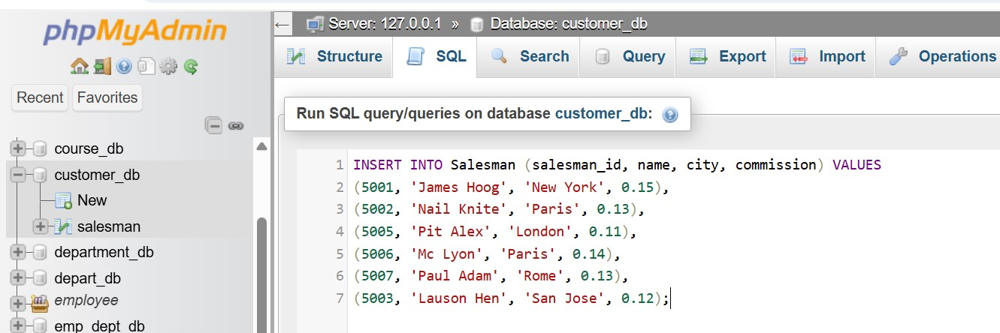 phpMyAdmin
Recent Favorites
course_db
customer_db
New
salesman
department_db
depart_db
employee
emp_dept_db
Server: 127.0.0.1 » Database: customer_db
Structure SQL Search Query Export Import Operations
Run SQL query/queries on database customer_db:
1 INSERT INTO Salesman (salesman_id, name, city, commission) VALUES
2 (5001, 'James Hoog', 'New York', 0.15),
3 (5002, 'Nail Knite', 'Paris', 0.13),
4 (5005, 'Pit Alex', 'London', 0.11),
5 (5006, 'Mc Lyon', 'Paris', 0.14),
6 (5007, 'Paul Adam', 'Rome', 0.13),
7 (5003, 'Lauson Hen', 'San Jose', 0.12);